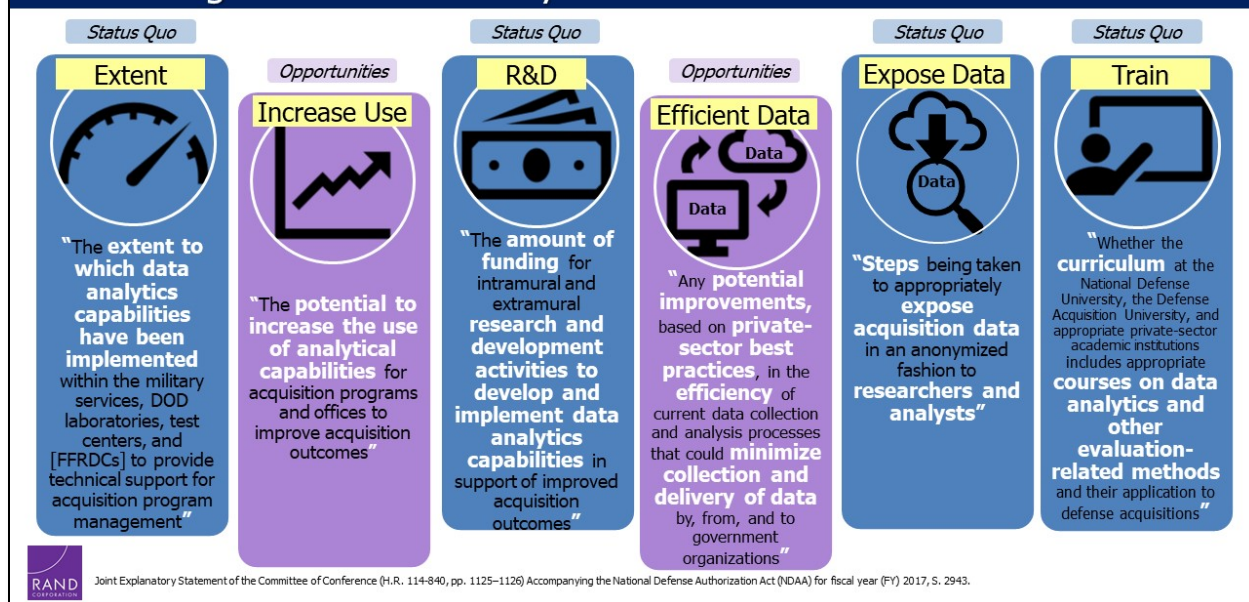 Status Quo
Extent
"The extent to
which data
analytics
capabilities
have been
implemented
within the military
services, DOD
laboratories, test
centers, and
[FFRDCs] to provide
technical support for
acquisition program
management"
Opportunities
Increase Use
"The potential to
increase the use
of analytical
capabilities for
acquisition programs
and offices to
improve acquisition
outcomes"
Status Quo
R&D
"The amount of
funding for
intramural and
extramural
research and
development
activities to
develop and
implement data
analytics
capabilities in
support of improved
acquisition
outcomes"
Opportunities
Efficient Data
Data
Data
"Any potential
improvements,
based on private-
sector best
practices, in the
efficiency of
current data collection
and analysis processes
that could minimize
collection and
delivery of data
by, from, and to
government
organizations"
Status Quo
Expose Data
Data
"Steps being taken
to appropriately
expose
acquisition data
in an anonymized
fashion to
researchers and
analysts"
Status Quo
Train
"Whether the
curriculum at the
National Defense
University, the Defense
Acquisition University, and
appropriate private-sector
academic institutions
includes appropriate
courses on data
analytics and
other
evaluation-
related methods
and their application to
defense acquisitions"
RAND
CORPORATION
Joint Explanatory Statement of the Committee of Conference (H.R. 114-840, pp. 1125–1126) Accompanying the National Defense Authorization Act (NDAA) for fiscal year (FY) 2017, S. 2943.